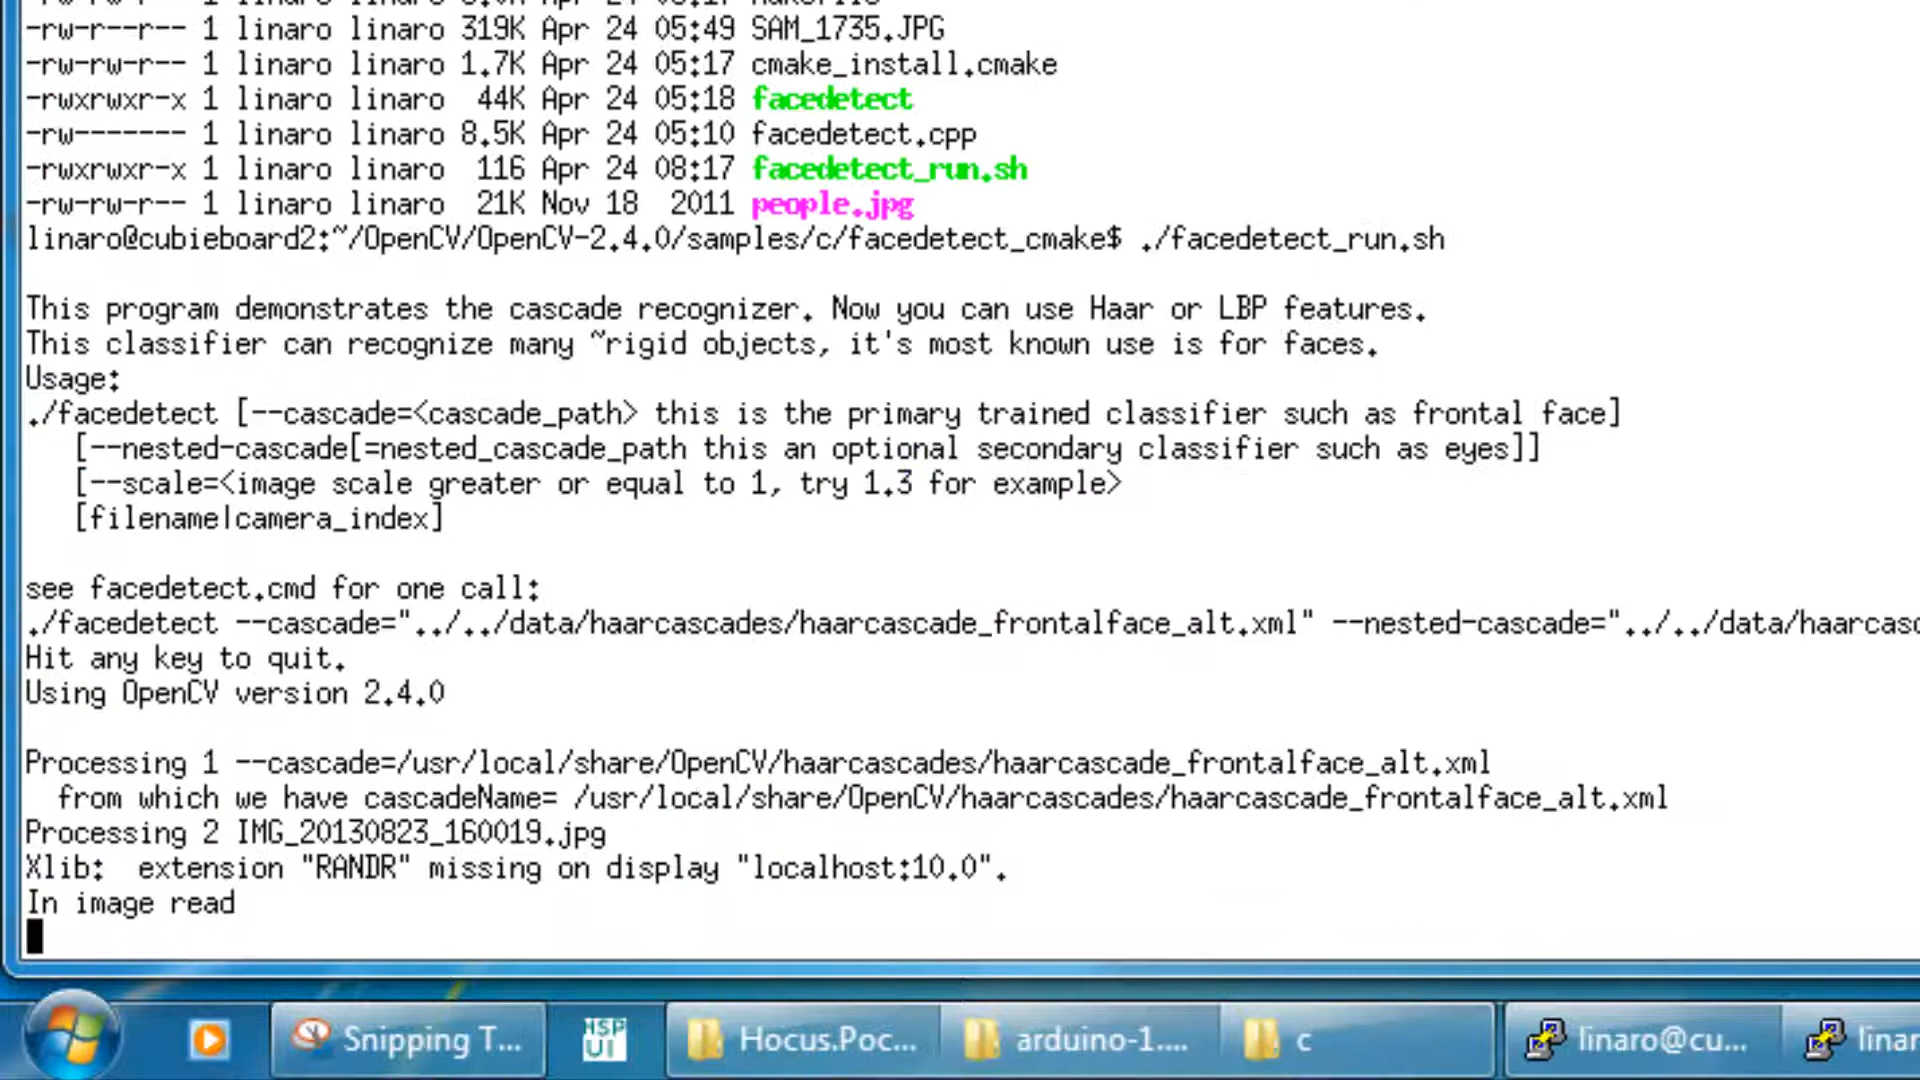 -rw-r--r-- 1 linaro linaro 319K Apr 24 05:49 SAM_1735.JPG
-rw-rw-r-- 1 linaro linaro 1.7K Apr 24 05:17 cmake_install.cmake
-rwxrwxr-x 1 linaro linaro  44K Apr 24 05:18 facedetect
-rw------- 1 linaro linaro 8.5K Apr 24 05:10 facedetect.cpp
-rwxrwxr-x 1 linaro linaro  116 Apr 24 08:17 facedetect_run.sh
-rw-rw-r-- 1 linaro linaro  21K Nov 18  2011 people.jpg
linaro@cubieboard2:~/OpenCV/OpenCV-2.4.0/samples/c/facedetect_cmake$ ./facedetect_run.sh
This program demonstrates the cascade recognizer. Now you can use Haar or LBP features.
This classifier can recognize many ~rigid objects, it's most known use is for faces.
Usage:
./facedetect [--cascade=<cascade_path> this is the primary trained classifier such as frontal face]
[--nested-cascade[=nested_cascade_path this an optional secondary classifier such as eyes]]
[--scale=<image scale greater or equal to 1, try 1.3 for example>
[filename|camera_index]
see facedetect.cmd for one call:
./facedetect --cascade="../../data/haarcascades/haarcascade_frontalface_alt.xml" --nested-cascade="../../data/haarcasc
Hit any key to quit.
Using OpenCV version 2.4.0
Processing 1 --cascade=/usr/local/share/OpenCV/haarcascades/haarcascade_frontalface_alt.xml
from which we have cascadeName= /usr/local/share/OpenCV/haarcascades/haarcascade_frontalface_alt.xml
Processing 2 IMG_20130823_160019.jpg
Xlib:  extension "RANDR" missing on display "localhost:10.0".
In image read
Snipping T... HSP UI Hocus.Poc... arduino-1.... c linaro@cu... linar